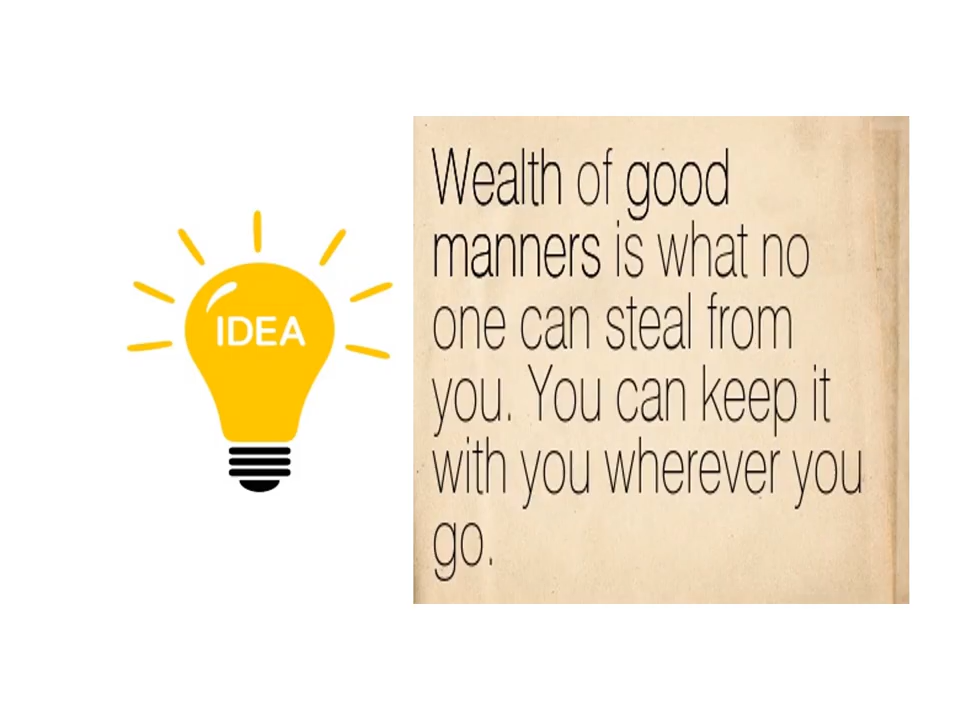 IDEA
Wealth of good
manners is what no
one can steal from
you. You can keep it
with you wherever you
go.